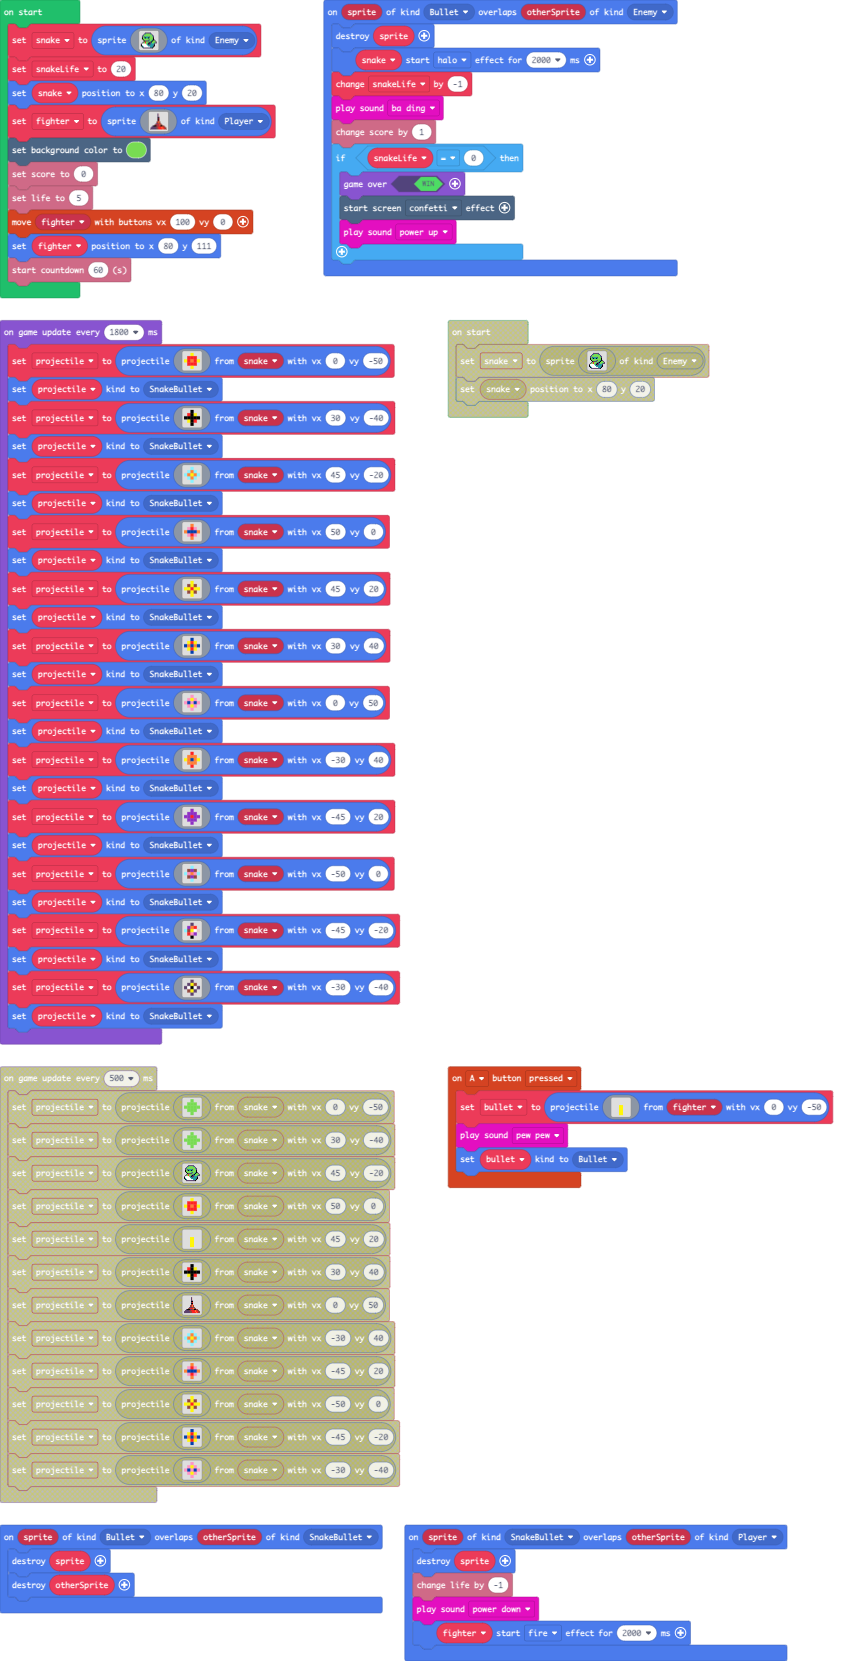 on start
set snake to sprite of kind Enemy
set snakeLife to 20
set snake position to x 80 y 20
set fighter to sprite of kind Player
set background color to
set score to 0
set life to 5
move fighter with buttons vx 100 vy 0
set fighter position to x 80 y 111
start countdown 60 (s)
on sprite of kind Bullet overlaps otherSprite of kind Enemy
destroy sprite
snake start halo effect for 2000 ms
change snakeLife by -1
play sound ba ding
change score by 1
if snakeLife = 0 then
game over WIN
start screen confetti effect
play sound power up
on game update every 1800 ms
set projectile to projectile from snake with vx 0 vy -50
set projectile kind to SnakeBullet
set projectile to projectile from snake with vx 30 vy -40
set projectile kind to SnakeBullet
set projectile to projectile from snake with vx 45 vy -20
set projectile kind to SnakeBullet
set projectile to projectile from snake with vx 50 vy 0
set projectile kind to SnakeBullet
set projectile to projectile from snake with vx 45 vy 20
set projectile kind to SnakeBullet
set projectile to projectile from snake with vx 30 vy 40
set projectile kind to SnakeBullet
set projectile to projectile from snake with vx 0 vy 50
set projectile kind to SnakeBullet
set projectile to projectile from snake with vx -30 vy 40
set projectile kind to SnakeBullet
set projectile to projectile from snake with vx -45 vy 20
set projectile kind to SnakeBullet
set projectile to projectile from snake with vx -50 vy 0
set projectile kind to SnakeBullet
set projectile to projectile from snake with vx -45 vy -20
set projectile kind to SnakeBullet
set projectile to projectile from snake with vx -30 vy -40
set projectile kind to SnakeBullet
on start
set snake to sprite of kind Enemy
set snake position to x 80 y 20
on game update every 500 ms
set projectile to projectile from snake with vx 0 vy -50
set projectile to projectile from snake with vx 30 vy -40
set projectile to projectile from snake with vx 45 vy -20
set projectile to projectile from snake with vx 50 vy 0
set projectile to projectile from snake with vx 45 vy 20
set projectile to projectile from snake with vx 30 vy 40
set projectile to projectile from snake with vx 0 vy 50
set projectile to projectile from snake with vx -30 vy 40
set projectile to projectile from snake with vx -45 vy 20
set projectile to projectile from snake with vx -50 vy 0
set projectile to projectile from snake with vx -45 vy -20
set projectile to projectile from snake with vx -30 vy -40
on A button pressed
set bullet to projectile from fighter with vx 0 vy -50
play sound pew pew
set bullet kind to Bullet
on sprite of kind Bullet overlaps otherSprite of kind SnakeBullet
destroy sprite
destroy otherSprite
on sprite of kind SnakeBullet overlaps otherSprite of kind Player
destroy sprite
change life by -1
play sound power down
fighter start fire effect for 2000 ms